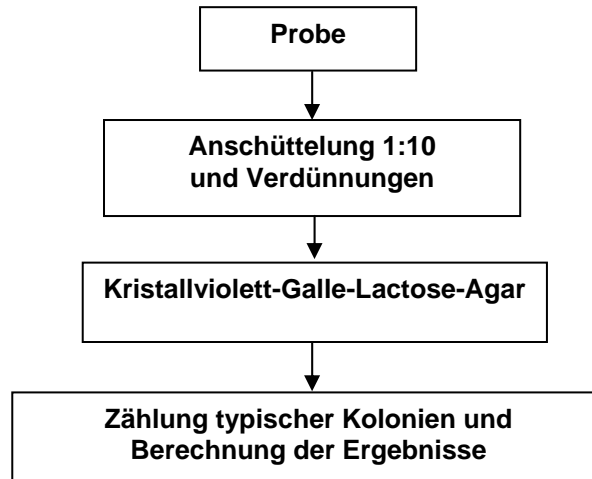 Probe
Anschüttelung 1:10
und Verdünnungen
Kristallviolett-Galle-Lactose-Agar
Zählung typischer Kolonien und
Berechnung der Ergebnisse